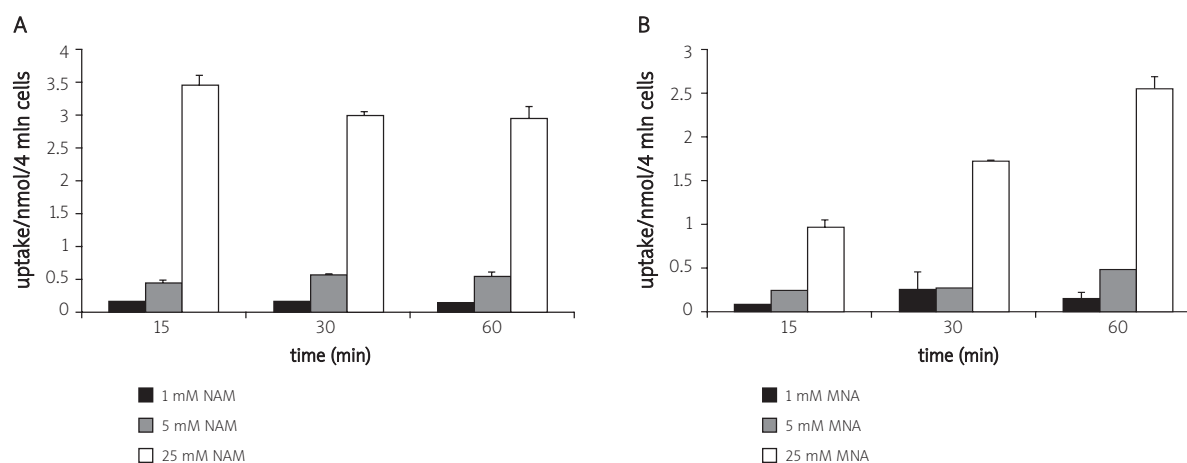 A
uptake/nmol/4 mln cells
4
3.5
3
2.5
2
1.5
1
0.5
0
15 30 60
time (min)
1 mM NAM
5 mM NAM
25 mM NAM
B
uptake/nmol/4 mln cells
3
2.5
2
1.5
1
0.5
0
15 30 60
time (min)
1 mM MNA
5 mM MNA
25 mM MNA